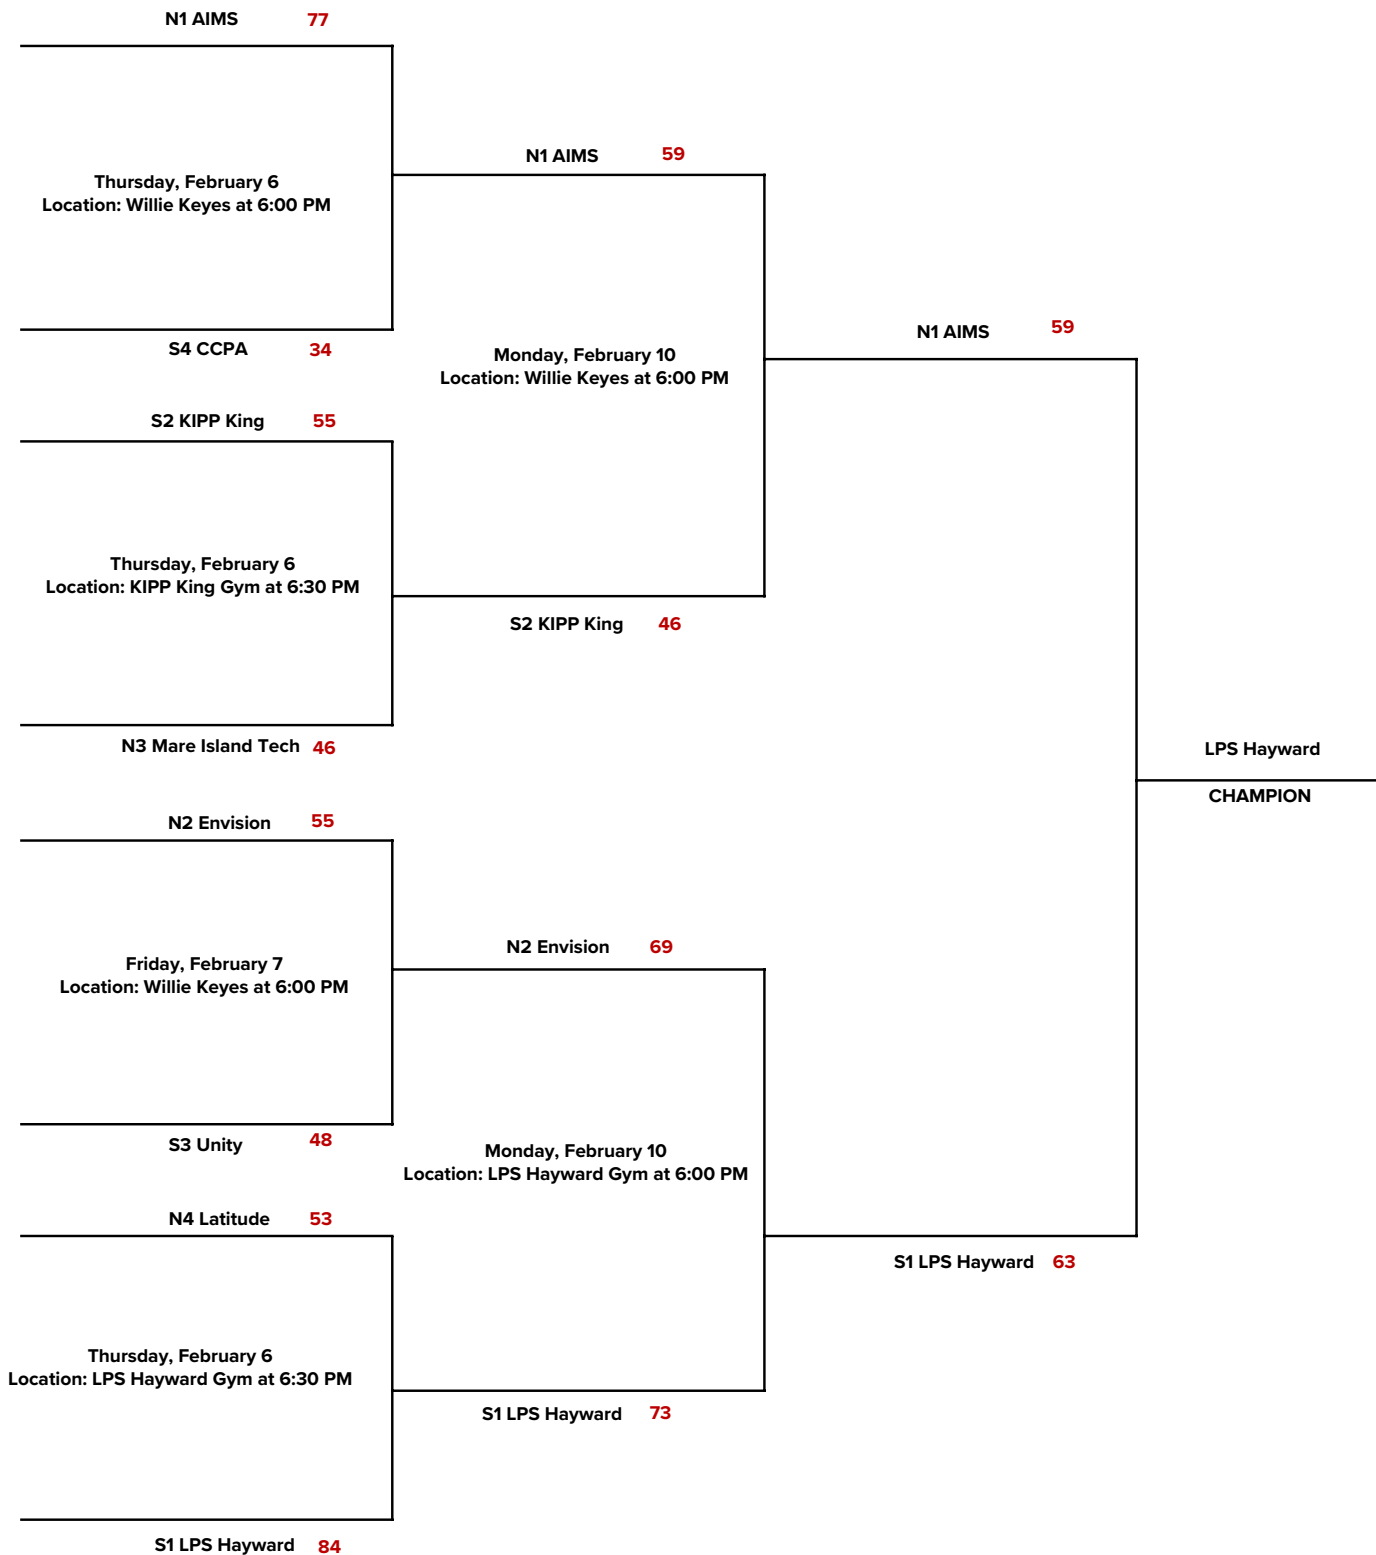 N1 AIMS 77
Thursday, February 6
Location: Willie Keyes at 6:00 PM
S4 CCPA 34
S2 KIPP King 55
Thursday, February 6
Location: KIPP King Gym at 6:30 PM
N3 Mare Island Tech 46
N2 Envision 55
Friday, February 7
Location: Willie Keyes at 6:00 PM
S3 Unity 48
N4 Latitude 53
Thursday, February 6
Location: LPS Hayward Gym at 6:30 PM
S1 LPS Hayward 84
N1 AIMS 59
Monday, February 10
Location: Willie Keyes at 6:00 PM
S2 KIPP King 46
N2 Envision 69
Monday, February 10
Location: LPS Hayward Gym at 6:00 PM
S1 LPS Hayward 73
N1 AIMS 59
S1 LPS Hayward 63
LPS Hayward
CHAMPION